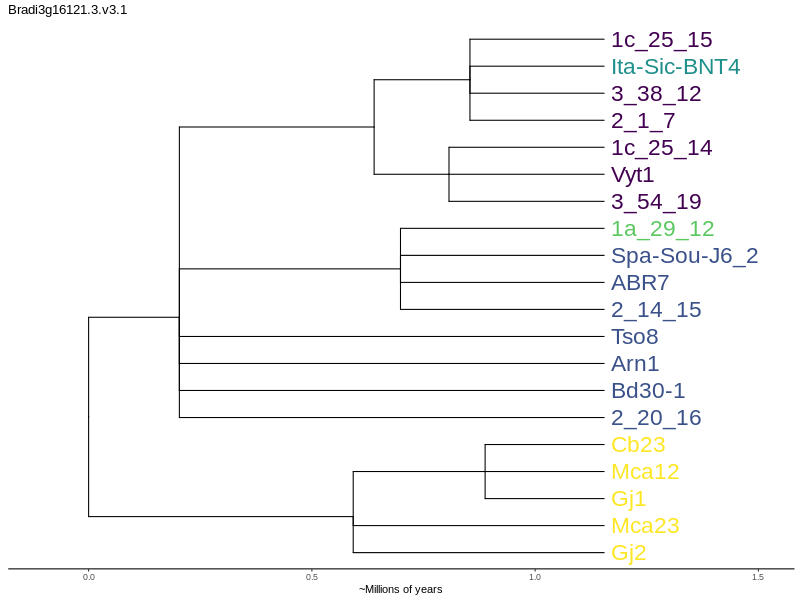 Bradi3g16121.3.v3.1
1c_25_15
Ita-Sic-BNT4
3_38_12
2_1_7
1c_25_14
Vyt1
3_54_19
1a_29_12
Spa-Sou-J6_2
ABR7
2_14_15
Tso8
Arn1
Bd30-1
2_20_16
Cb23
Mca12
Gj1
Mca23
Gj2
0.0 0.5 1.0 1.5
~Millions of years